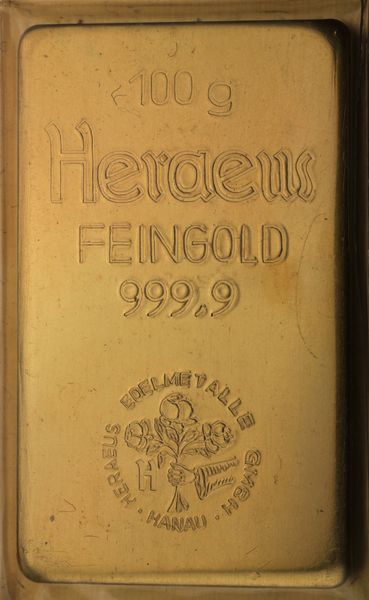 100 g
Heraeus
FEINGOLD
999,9
HERAEUS EDELMETALLE GMBH
H
· HANAU ·